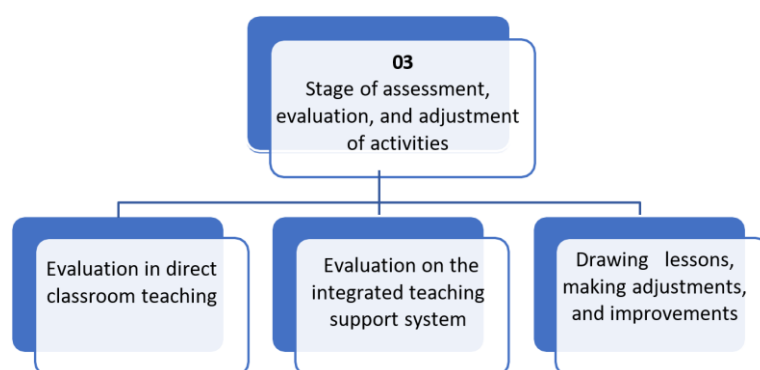 03
Stage of assessment,
evaluation, and adjustment
of activities
Evaluation in direct
classroom teaching
Evaluation on the
integrated teaching
support system
Drawing lessons,
making adjustments,
and improvements